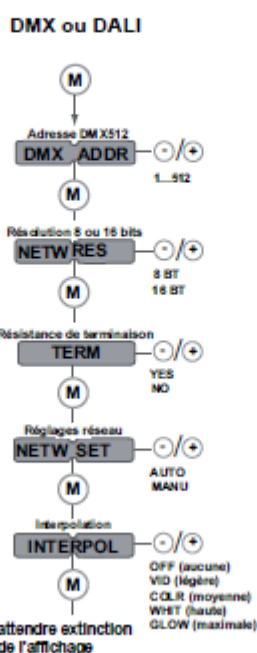 DMX ou DALI
M
Adresse DMX512
DMX ADDR
-/+
1...512
M
Résolution 8 ou 16 bits
NETW RES
-/+
8 BT
16 BT
M
Résistance de terminaison
TERM
-/+
YES
NO
M
Réglages réseau
NETW SET
-/+
AUTO
MANU
M
Interpolation
INTERPOL
-/+
OFF (aucune)
VID (légère)
COLR (moyenne)
WHIT (haute)
GLOW (maximale)
M
attendre extinction
de l'affichage